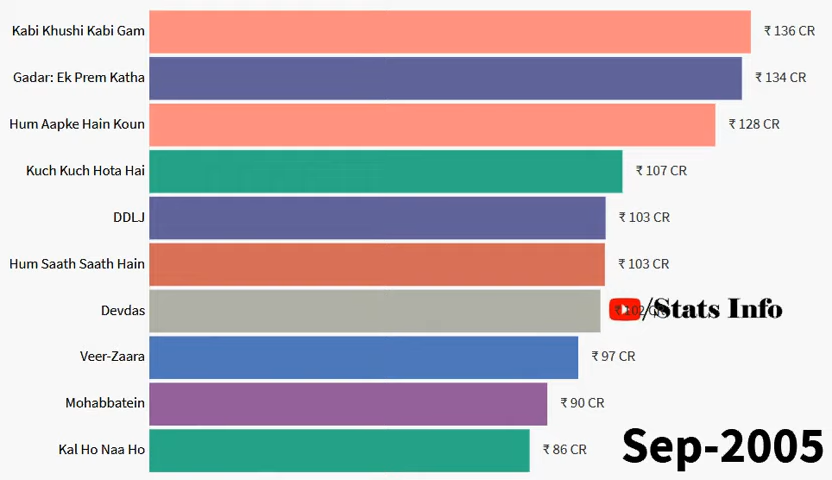 Kabi Khushi Kabi Gam ₹ 136 CR
Gadar: Ek Prem Katha ₹ 134 CR
Hum Aapke Hain Koun ₹ 128 CR
Kuch Kuch Hota Hai ₹ 107 CR
DDLJ ₹ 103 CR
Hum Saath Saath Hain ₹ 103 CR
Devdas /Stats Info
Veer-Zaara ₹ 97 CR
Mohabbatein ₹ 90 CR
Kal Ho Naa Ho ₹ 86 CR
Sep-2005